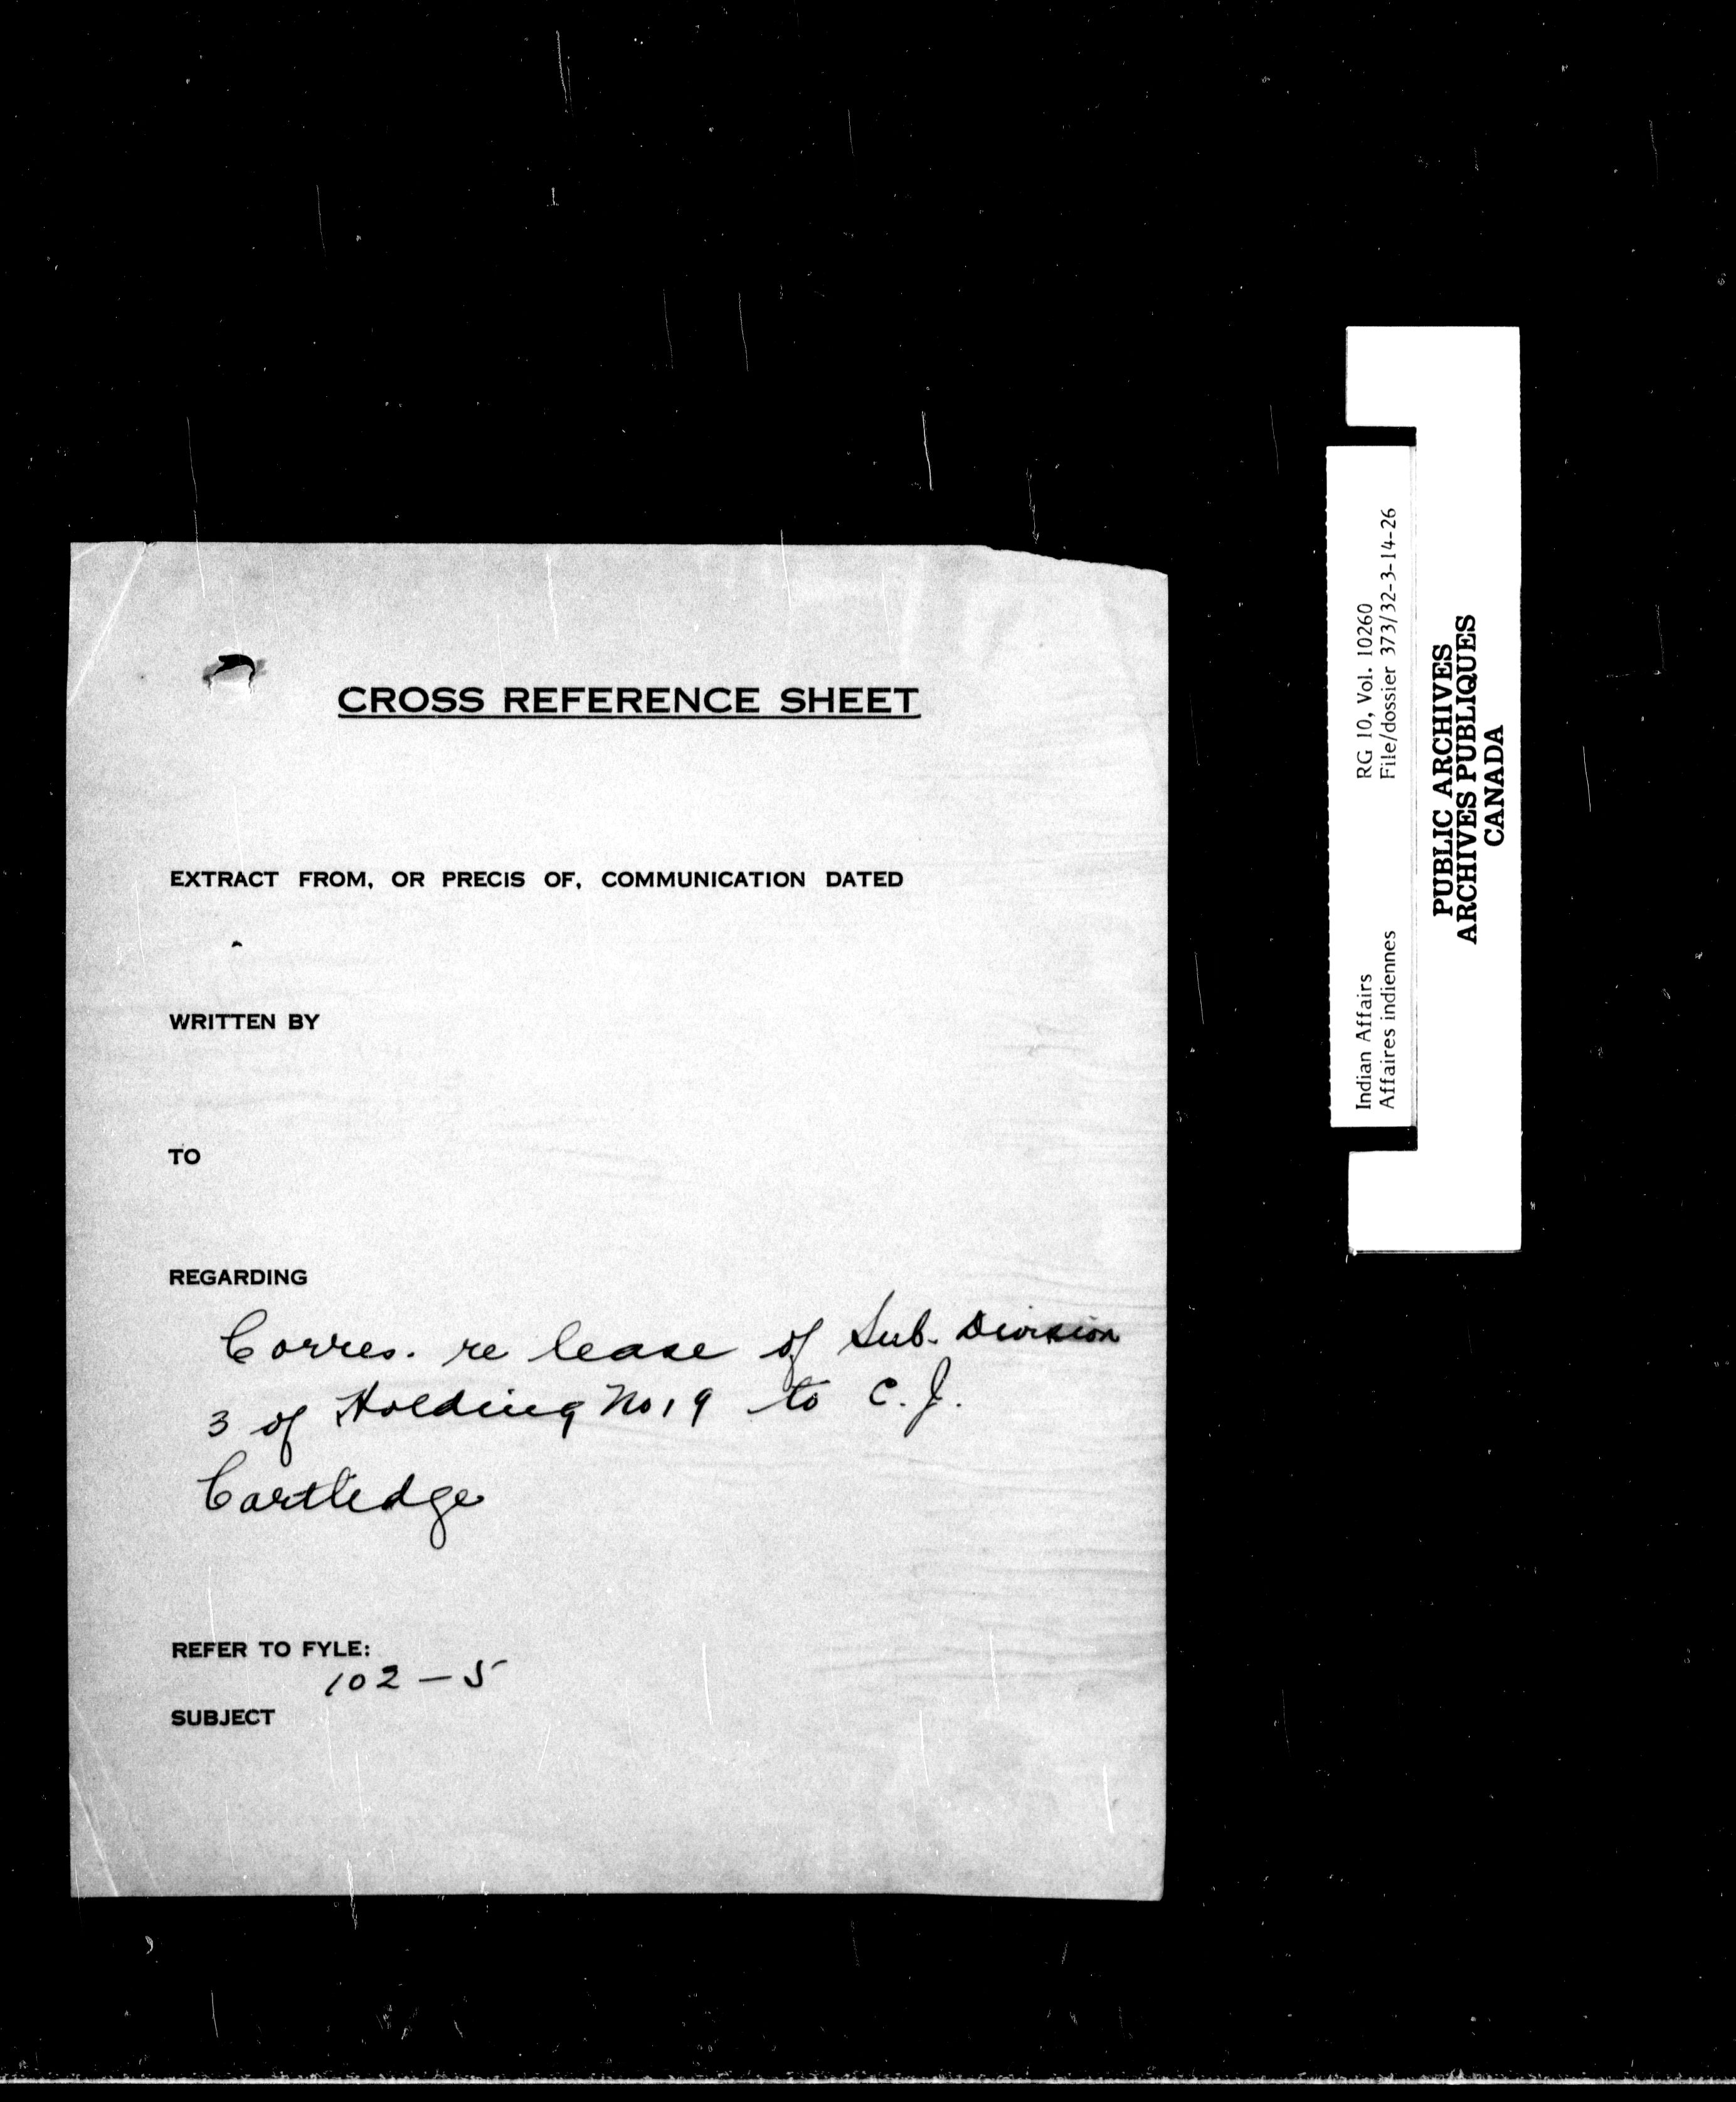 CROSS REFERENCE SHEET
EXTRACT FROM, OR PRECIS OF, COMMUNICATION DATED
WRITTEN BY
TO
REGARDING
Corres. re lease of Sub. Division
3 of Holding No 19 to C. J.
Cartledge
REFER TO FYLE:
102 - 5
SUBJECT
Indian Affairs RG 10, Vol. 10260
Affaires indiennes File/dossier 373/32-3-14-26
PUBLIC ARCHIVES
ARCHIVES PUBLIQUES
CANADA